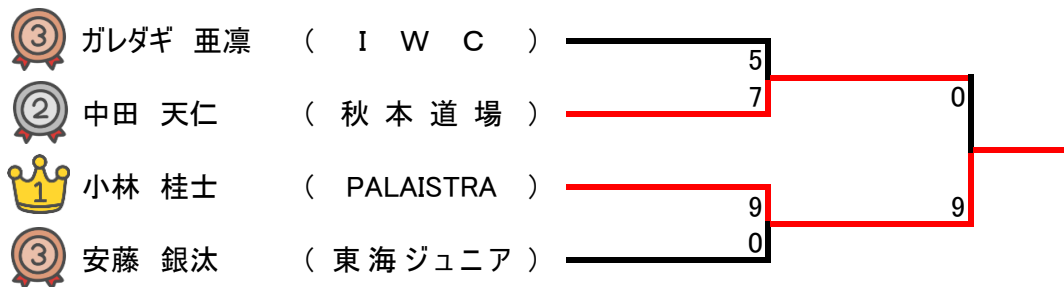 3 ガレダギ 亜凛 ( I W C ) 5
2 中田 天仁 ( 秋本道場 ) 7 0
1 小林 桂士 ( PALAISTRA ) 9 9
3 安藤 銀汰 ( 東海ジュニア ) 0